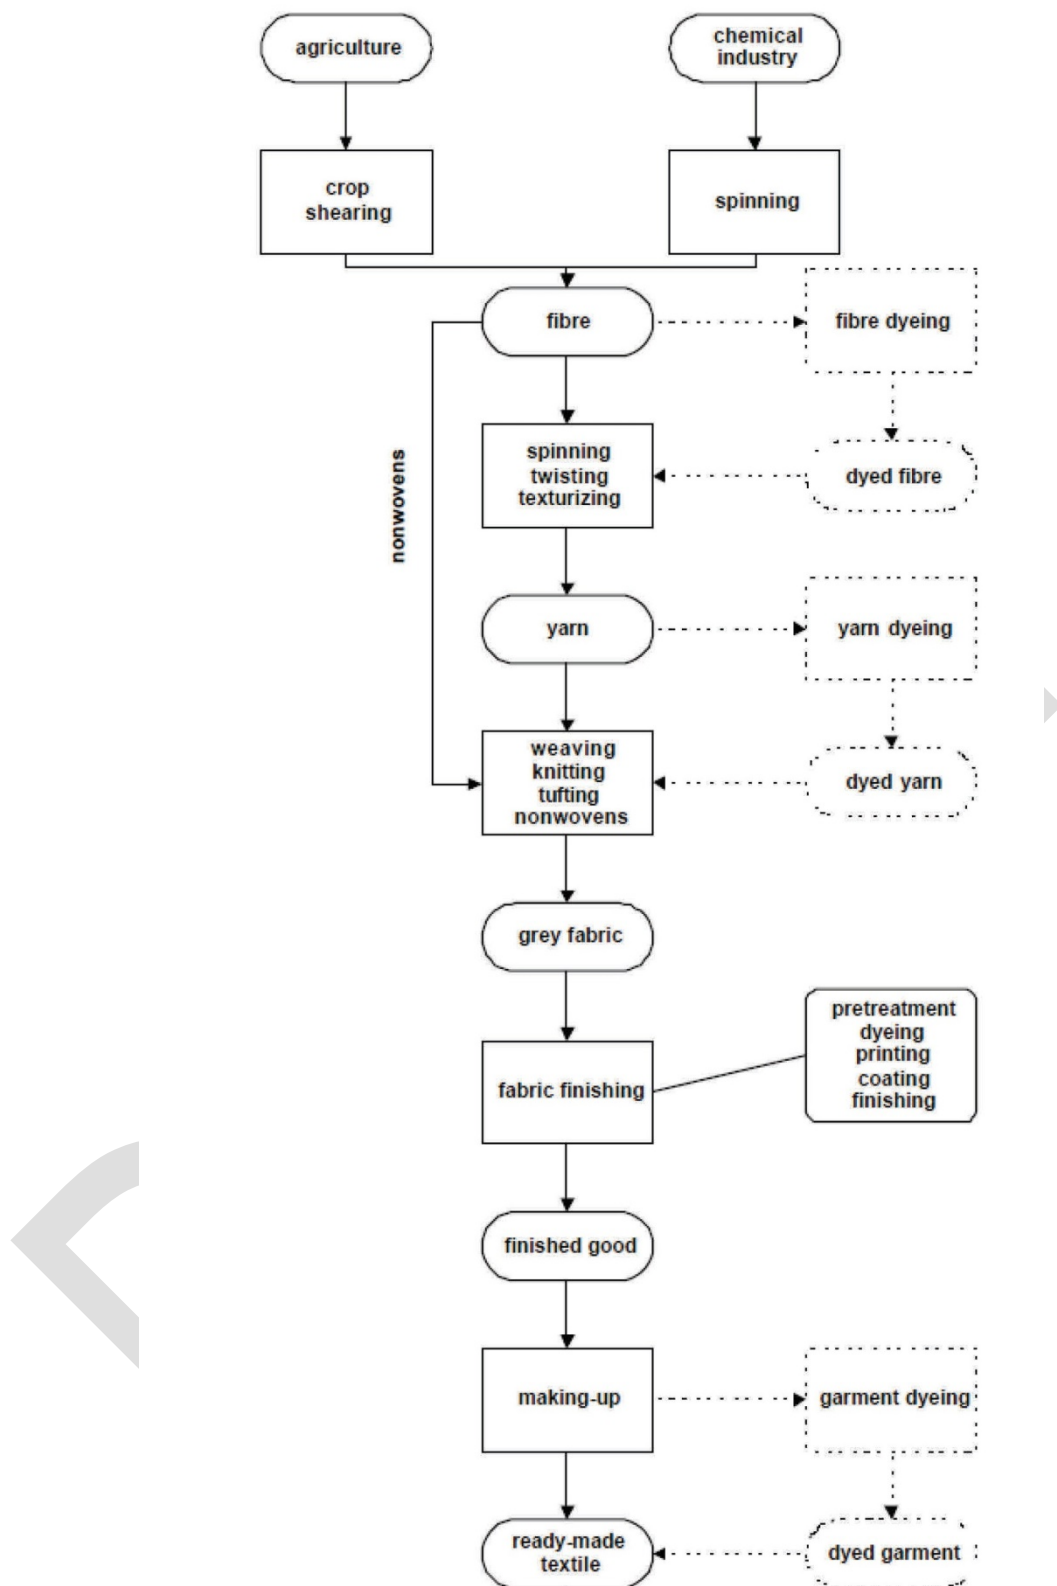 agriculture
chemical
industry
crop
shearing
spinning
fibre
fibre dyeing
nonwovens
spinning
twisting
texturizing
dyed fibre
yarn
yarn dyeing
weaving
knitting
tufting
nonwovens
dyed yarn
grey fabric
fabric finishing
pretreatment
dyeing
printing
coating
finishing
finished good
making-up
garment dyeing
ready-made
textile
dyed garment